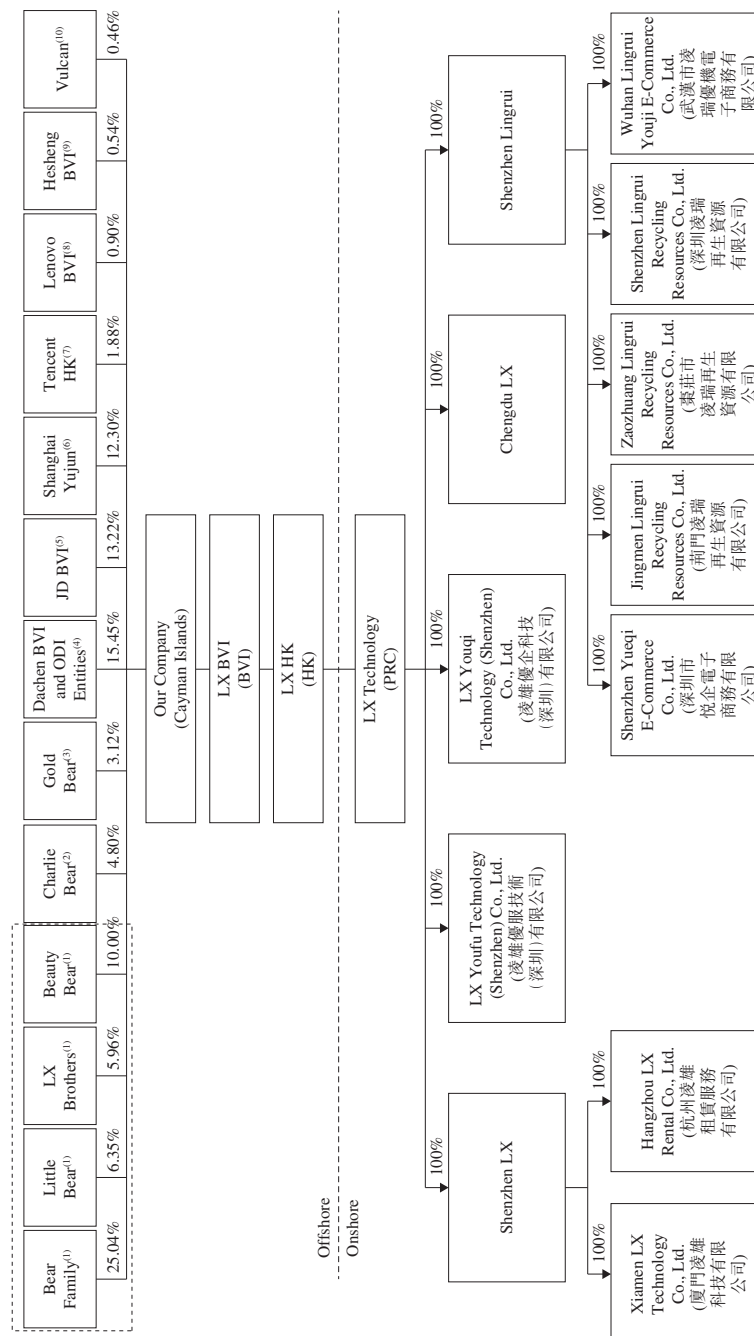 Bear
Family(1)
Little
Bear(1)
LX
Brothers(1)
Beauty
Bear(1)
Charlie
Bear(2)
Gold
Bear(3)
Dachen BVI
and ODI
Entities(4)
JD BVI(5)
Shanghai
Yujun(6)
Tencent
HK(7)
Lenovo
BVI(8)
Hesheng
BVI(9)
Vulcan(10)
25.04%
6.35%
5.96%
10.00%
4.80%
3.12%
15.45%
13.22%
12.30%
1.88%
0.90%
0.54%
0.46%
Our Company
(Cayman Islands)
LX BVI
(BVI)
LX HK
(HK)
Offshore
Onshore
LX Technology
(PRC)
100%
100%
100%
100%
100%
Shenzhen LX
LX Youfu Technology
(Shenzhen) Co., Ltd.
(凌雄優服技術
(深圳)有限公司)
LX Youqi
Technology (Shenzhen)
Co., Ltd.
(凌雄優企科技
(深圳)有限公司)
Chengdu LX
Shenzhen Lingrui
100%
100%
100%
100%
100%
100%
100%
Xiamen LX
Technology
Co., Ltd.
(廈門凌雄
科技有限
公司)
Hangzhou LX
Rental Co., Ltd.
(杭州凌雄
租賃服務
有限公司)
Shenzhen Yueqi
E-Commerce
Co., Ltd.
(深圳市
悅企電子
商務有限
公司)
Jingmen Lingrui
Recycling
Resources Co., Ltd.
(荊門凌瑞
再生資源
有限公司)
Zaozhuang Lingrui
Recycling
Resources Co., Ltd.
(棗莊市
凌瑞再生
資源有限
公司)
Shenzhen Lingrui
Recycling
Resources Co., Ltd.
(深圳凌瑞
再生資源
有限公司)
Wuhan Lingrui
Youji E-Commerce
Co., Ltd.
(武漢市凌
瑞優機電
子商務有
限公司)